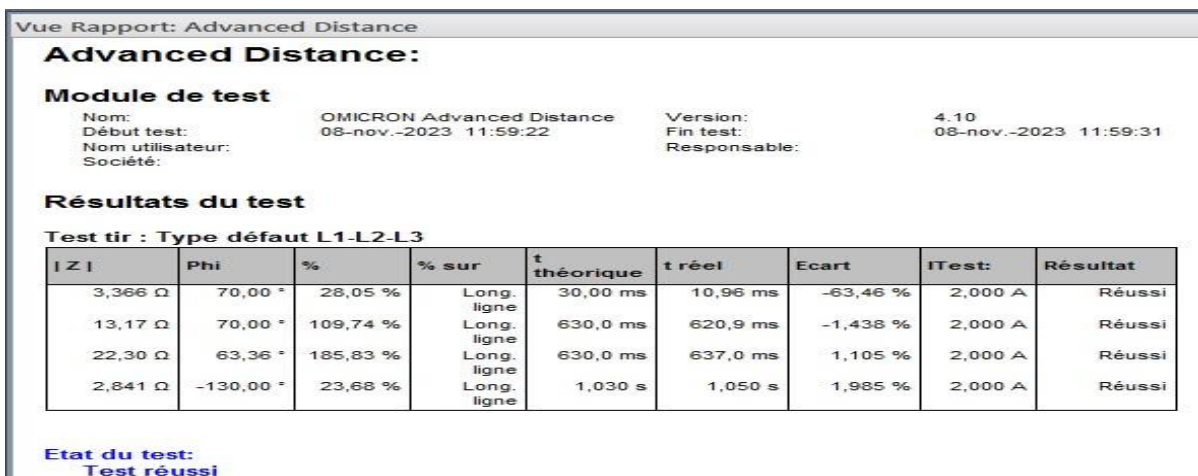 Vue Rapport: Advanced Distance
Advanced Distance:
Module de test
Nom: OMICRON Advanced Distance Version: 4.10
Début test: 08-nov.-2023 11:59:22 Fin test: 08-nov.-2023 11:59:31
Nom utilisateur: Responsable:
Société:
Résultats du test
Test tir : Type défaut L1-L2-L3
| Z | Phi % % sur t théorique t réel Ecart ITest: Résultat
3,366 Ω 70,00 ° 28,05 % Long. ligne 30,00 ms 10,96 ms -63,46 % 2,000 A Réussi
13,17 Ω 70,00 ° 109,74 % Long. ligne 630,0 ms 620,9 ms -1,438 % 2,000 A Réussi
22,30 Ω 63,36 ° 185,83 % Long. ligne 630,0 ms 637,0 ms 1,105 % 2,000 A Réussi
2,841 Ω -130,00 ° 23,68 % Long. ligne 1,030 s 1,050 s 1,985 % 2,000 A Réussi
Etat du test:
Test réussi